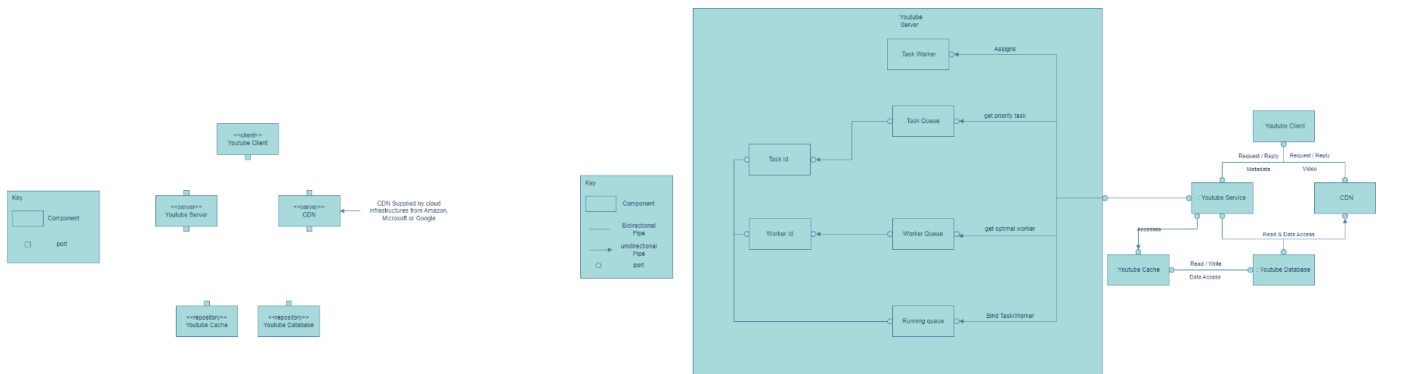 <<client>>
Youtube Client
Key
Component
port
<<server>>
Youtube Server
<<server>>
CDN
CDN Supplied by cloud
infrastructures from Amazon,
Microsoft or Google
<<repository>>
Youtube Cache
<<repository>>
Youtube Database
Key
Component
Bidirectional
Pipe
unidirectional
Pipe
port
:Youtube
Server
:Task Worker
Assigns
:Task Queue
get priority task
Task Id
Worker Id
:Worker Queue
get optimal worker
Running queue
Bind Task/Worker
Youtube Client
Request / Reply
Metadata
Request / Reply
Video
: Youtube Service
: CDN
Accesses
Read & Data Access
:Youtube Cache
Read / Write
Data Access
: Youtube Database